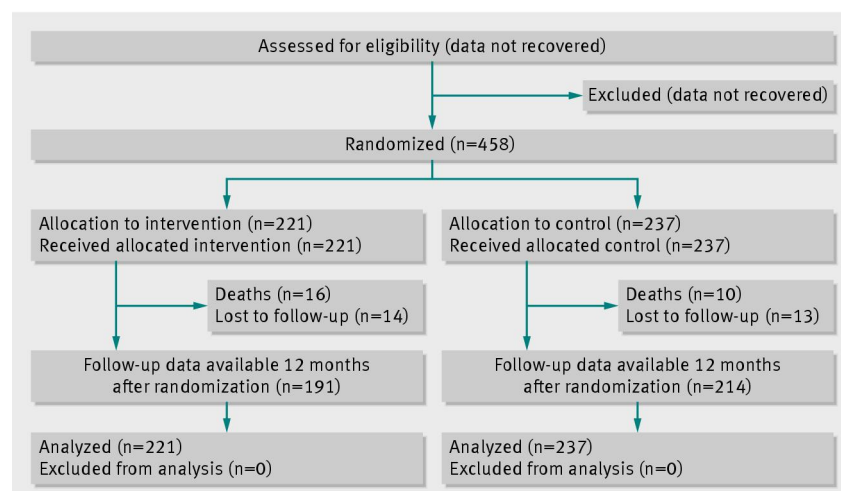 Assessed for eligibility (data not recovered)
Excluded (data not recovered)
Randomized (n=458)
Allocation to intervention (n=221)
Received allocated intervention (n=221)
Allocation to control (n=237)
Received allocated control (n=237)
Deaths (n=16)
Lost to follow-up (n=14)
Deaths (n=10)
Lost to follow-up (n=13)
Follow-up data available 12 months
after randomization (n=191)
Follow-up data available 12 months
after randomization (n=214)
Analyzed (n=221)
Excluded from analysis (n=0)
Analyzed (n=237)
Excluded from analysis (n=0)